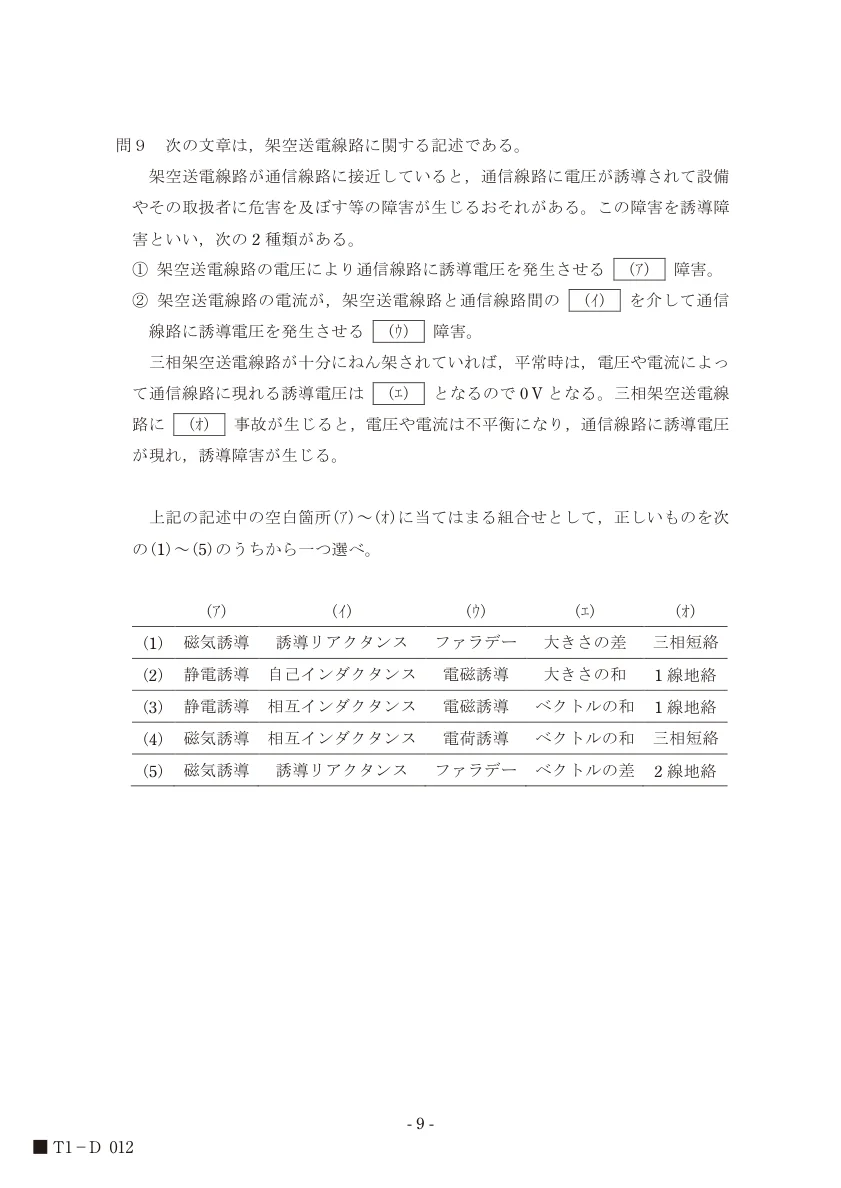 問９　次の文章は，架空送電線路に関する記述である。
架空送電線路が通信線路に接近していると，通信線路に電圧が誘導されて設備
やその取扱者に危害を及ぼす等の障害が生じるおそれがある。この障害を誘導障
害といい，次の 2 種類がある。
① 架空送電線路の電圧により通信線路に誘導電圧を発生させる (ｱ) 障害。
② 架空送電線路の電流が，架空送電線路と通信線路間の (ｲ) を介して通信
線路に誘導電圧を発生させる (ｳ) 障害。
三相架空送電線路が十分にねん架されていれば，平常時は，電圧や電流によっ
て通信線路に現れる誘導電圧は (ｴ) となるので 0 V となる。三相架空送電線
路に (ｵ) 事故が生じると，電圧や電流は不平衡になり，通信線路に誘導電圧
が現れ，誘導障害が生じる。
上記の記述中の空白箇所(ｱ)～(ｵ)に当てはまる組合せとして，正しいものを次
の(1)～(5)のうちから一つ選べ。
(ｱ) (ｲ) (ｳ) (ｴ) (ｵ)
(1) 磁気誘導 誘導リアクタンス ファラデー 大きさの差 三相短絡
(2) 静電誘導 自己インダクタンス 電磁誘導 大きさの和 1 線地絡
(3) 静電誘導 相互インダクタンス 電磁誘導 ベクトルの和 1 線地絡
(4) 磁気誘導 相互インダクタンス 電荷誘導 ベクトルの和 三相短絡
(5) 磁気誘導 誘導リアクタンス ファラデー ベクトルの差 2 線地絡
- 9 -
■ T1－D 012